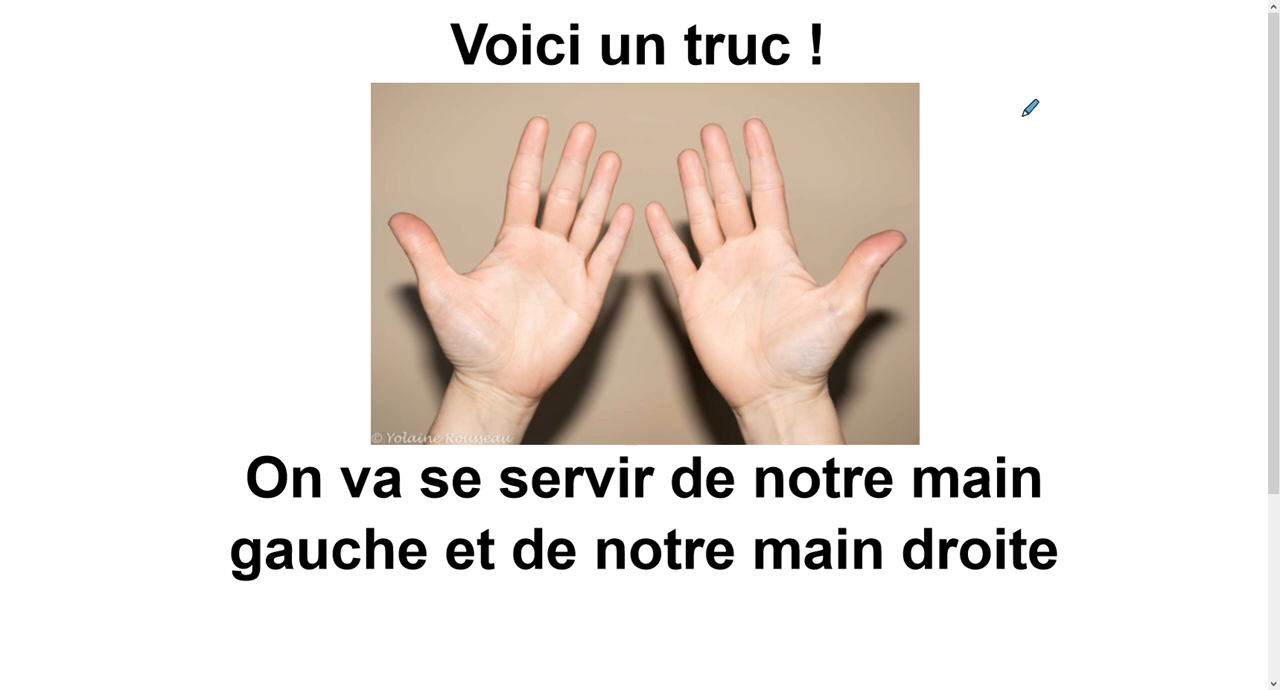 Voici un truc !
© Yolaine Rousseau
On va se servir de notre main
gauche et de notre main droite